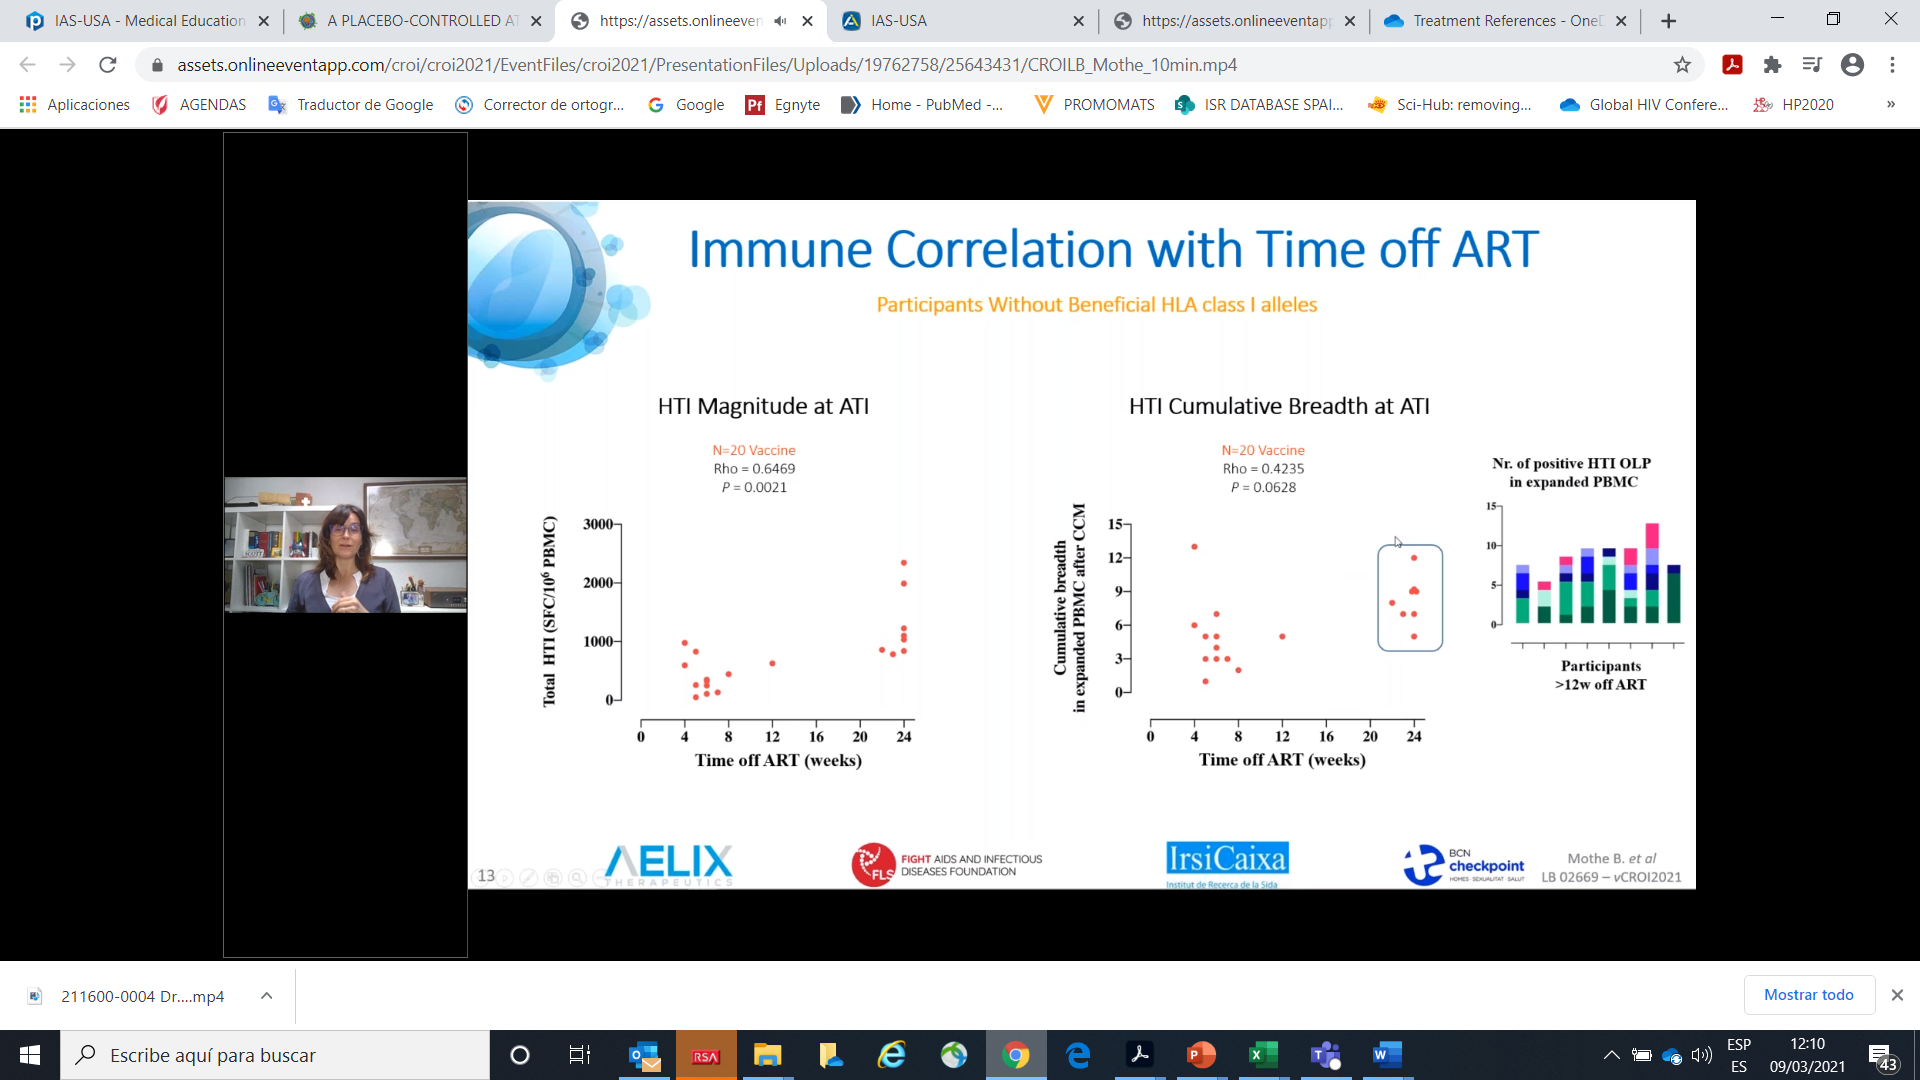 IAS-USA - Medical Education
A PLACEBO-CONTROLLED AT
https://assets.onlineeven
IAS-USA
https://assets.onlineeventapp
Treatment References - OneD
assets.onlineeventapp.com/croi/croi2021/EventFiles/croi2021/PresentationFiles/Uploads/19762758/25643431/CROILB_Mothe_10min.mp4
Aplicaciones
AGENDAS
Traductor de Google
Corrector de ortogr...
Google
Egnyte
Home - PubMed -...
PROMOMATS
ISR DATABASE SPAI...
Sci-Hub: removing...
Global HIV Confere...
HP2020
»
Immune Correlation with Time off ART
Participants Without Beneficial HLA class I alleles
HTI Magnitude at ATI
N=20 Vaccine
Rho = 0.6469
P = 0.0021
Total HTI (SFC/10⁶ PBMC)
3000
2000
1000
0
0 4 8 12 16 20 24
Time off ART (weeks)
HTI Cumulative Breadth at ATI
N=20 Vaccine
Rho = 0.4235
P = 0.0628
Cumulative breadth
in expanded PBMC after CCM
15
12
9
6
3
0
0 4 8 12 16 20 24
Time off ART (weeks)
Nr. of positive HTI OLP
in expanded PBMC
15
10
5
0
Participants
>12w off ART
13
AELIX
THERAPEUTICS
FLS
FIGHT AIDS AND INFECTIOUS
DISEASES FOUNDATION
IrsiCaixa
Institut de Recerca de la Sida
BCN
checkpoint
HOMES · SEXUALITAT · SALUT
Mothe B. et al
LB 02669 – vCROI2021
211600-0004 Dr....mp4
Mostrar todo
Escribe aquí para buscar
RSA
ESP
ES
12:10
09/03/2021
43